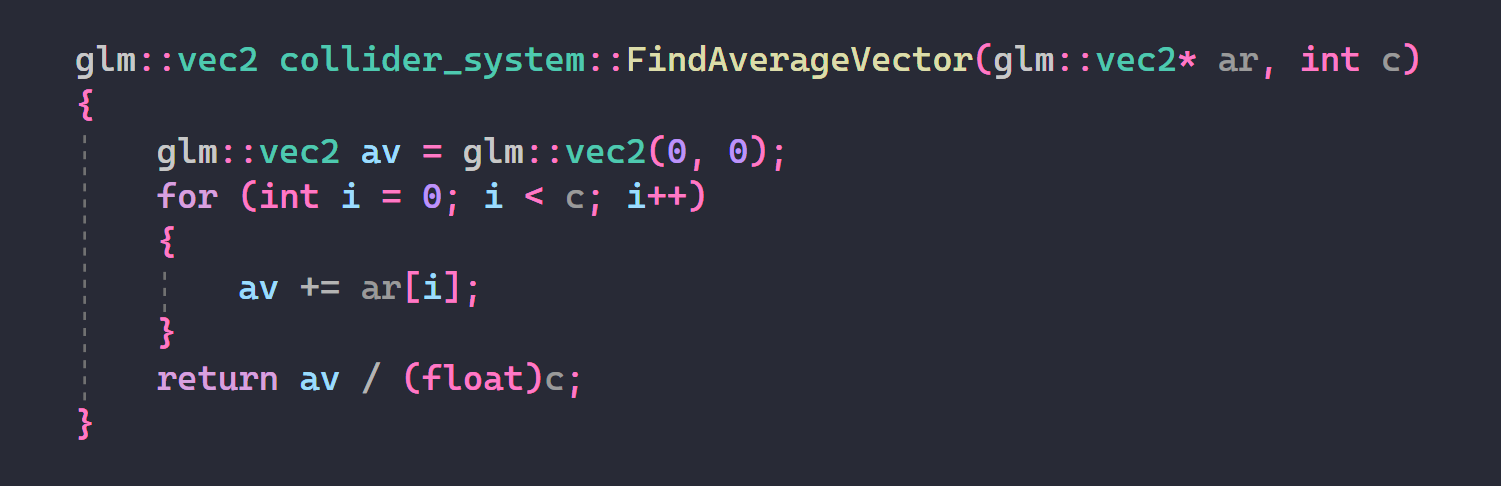 glm::vec2 collider_system::FindAverageVector(glm::vec2* ar, int c)
{
    glm::vec2 av = glm::vec2(0, 0);
    for (int i = 0; i < c; i++)
    {
        av += ar[i];
    }
    return av / (float)c;
}